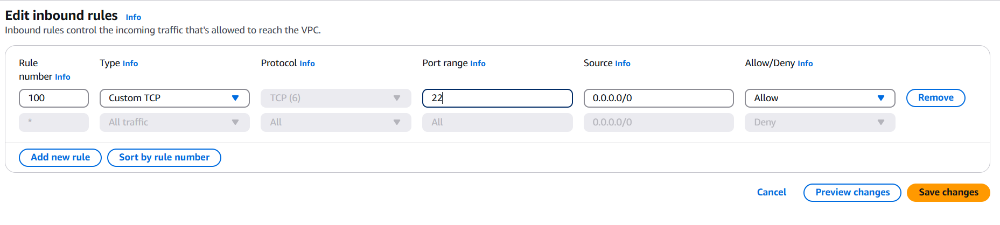 Edit inbound rules Info
Inbound rules control the incoming traffic that's allowed to reach the VPC.
Rule number Info Type Info Protocol Info Port range Info Source Info Allow/Deny Info
100 Custom TCP TCP (6) 22 0.0.0.0/0 Allow Remove
* All traffic All All 0.0.0.0/0 Deny
Add new rule Sort by rule number
Cancel Preview changes Save changes